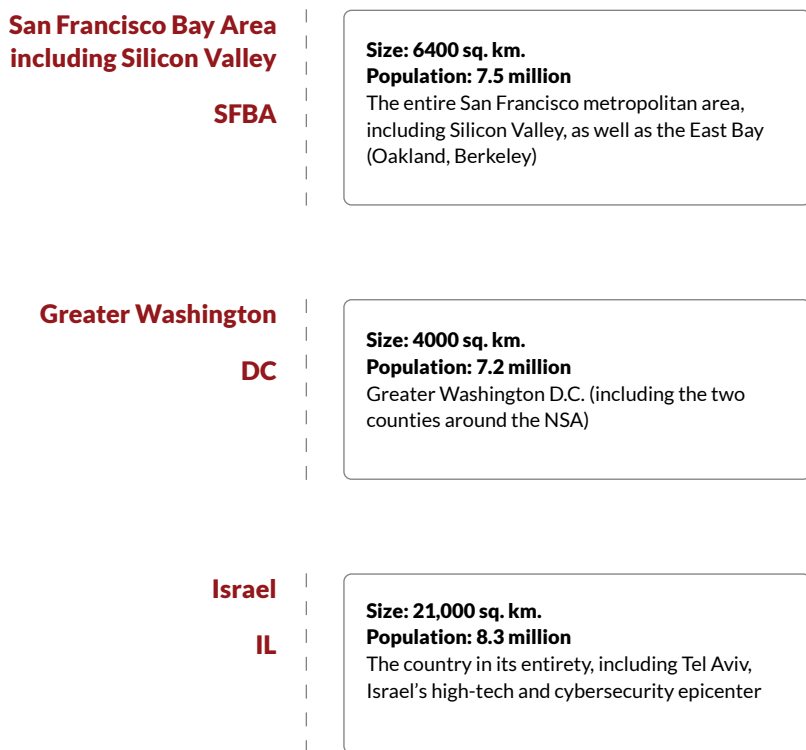 San Francisco Bay Area
including Silicon Valley
SFBA
Size: 6400 sq. km.
Population: 7.5 million
The entire San Francisco metropolitan area,
including Silicon Valley, as well as the East Bay
(Oakland, Berkeley)
Greater Washington
DC
Size: 4000 sq. km.
Population: 7.2 million
Greater Washington D.C. (including the two
counties around the NSA)
Israel
IL
Size: 21,000 sq. km.
Population: 8.3 million
The country in its entirety, including Tel Aviv,
Israel’s high-tech and cybersecurity epicenter